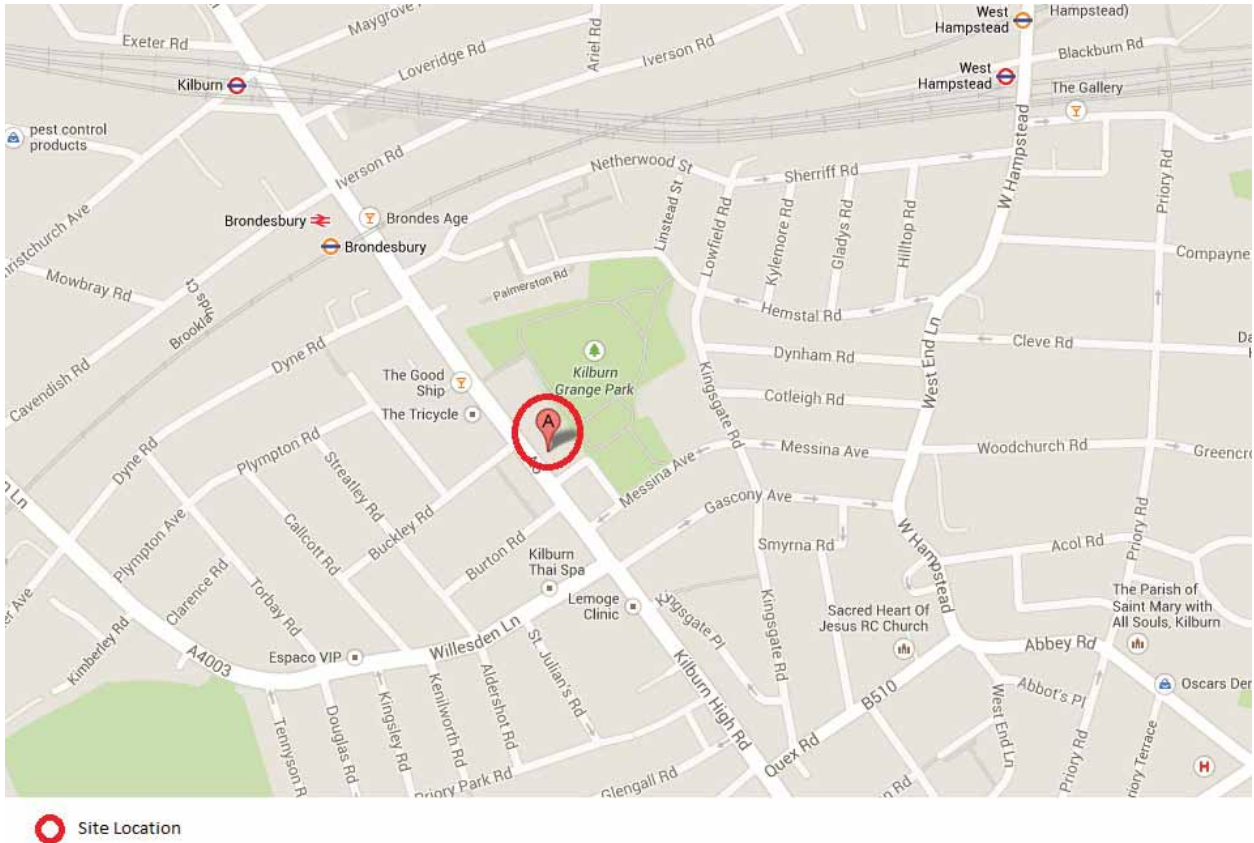 Exeter Rd
Maygrove Rd
Loveridge Rd
Ariel Rd
Iverson Rd
West
Hampstead
Hampstead)
Blackburn Rd
West
Hampstead
The Gallery
Kilburn
pest control
products
Iverson Rd
Netherwood St
Sherriff Rd
W Hampstead
Priory Rd
Christchurch Ave
Brondesbury
Brondes Age
Brondesbury
Linstead St
Lowfield Rd
Kylemore Rd
Gladys Rd
Hilltop Rd
Compayne
Mowbray Rd
Palmerston Rd
Hemstal Rd
Cavendish Rd
Dyne Rd
Kilburn
Grange Park
Dynham Rd
Cleve Rd
West End Ln
The Good
Ship
The Tricycle
A
Kingsgate Rd
Cotleigh Rd
Dyne Rd
Plympton Rd
Streatley Rd
Messina Ave
Messina Ave
Woodchurch Rd
Greencro
Gascony Ave
Plympton Ave
Callcott Rd
Buckley Rd
Burton Rd
Kilburn
Thai Spa
Smyrna Rd
W Hampstead
Acol Rd
Priory Rd
Clarence Rd
Torbay Rd
Lemoge
Clinic
Kingsgate Pl
Kingsgate Rd
Sacred Heart Of
Jesus RC Church
The Parish of
Saint Mary with
All Souls, Kilburn
Kimberley Rd
A4003
Espaco VIP
Willesden Ln
St. Julian's Rd
Kilburn High Rd
Abbey Rd
B510
Abbot's Pl
Oscars Der
Tennyson R
Douglas Rd
Kingsley Rd
Kenilworth Rd
Aldershot Rd
Priory Park Rd
Glengall Rd
Quex Rd
West End Ln
Priory Rd
Priory Terrace
H
Site Location